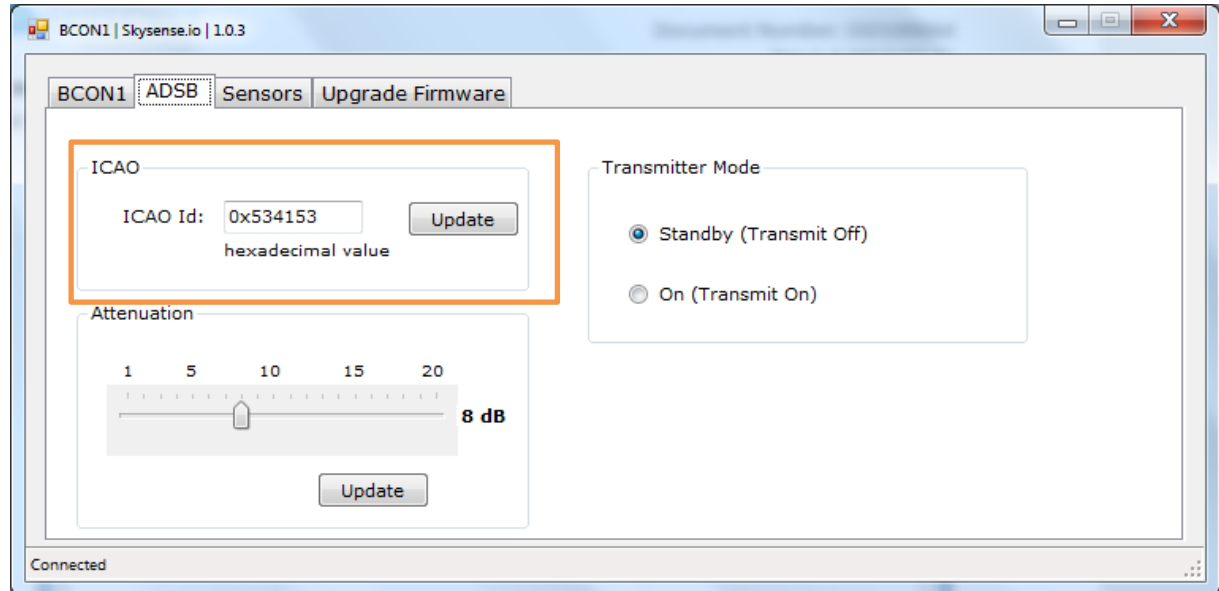 BCON1 | Skysense.io | 1.0.3
BCON1 ADSB Sensors Upgrade Firmware
ICAO
ICAO Id: 0x534153 Update
hexadecimal value
Transmitter Mode
Standby (Transmit Off)
On (Transmit On)
Attenuation
1 5 10 15 20
8 dB
Update
Connected